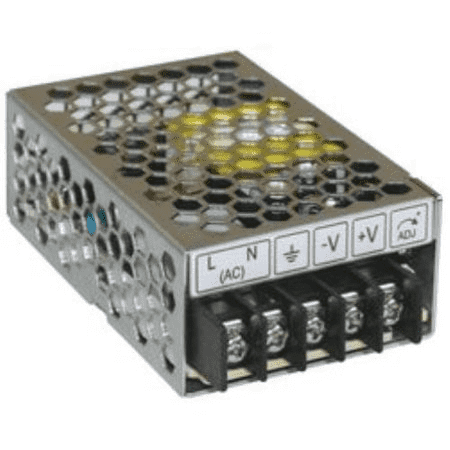 L N -V +V ADJ
(AC)